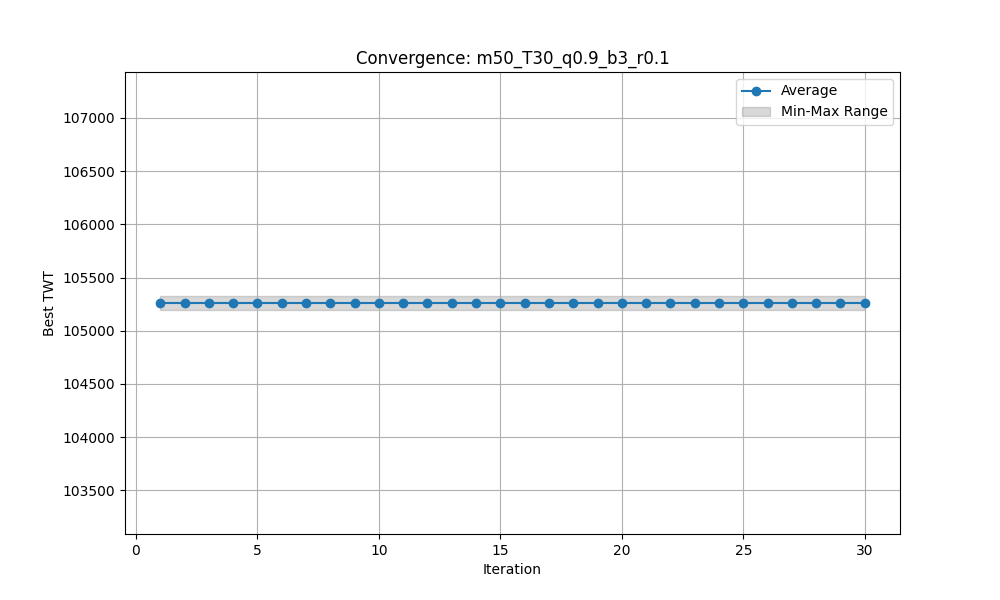 Convergence: m50_T30_q0.9_b3_r0.1
Average
Min-Max Range
107000
106500
106000
105500
105000
104500
104000
103500
Best TWT
0 5 10 15 20 25 30
Iteration